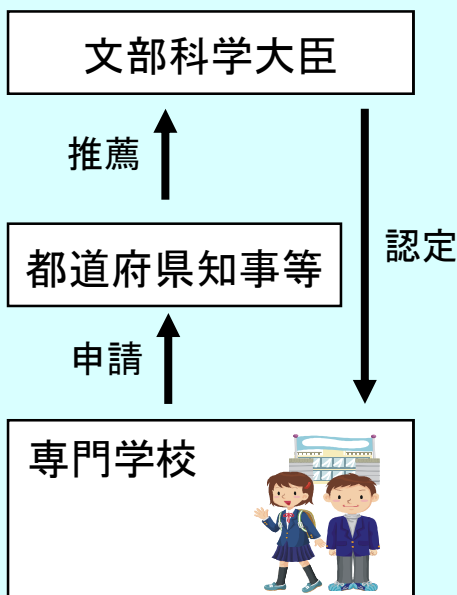 文部科学大臣
推薦
認定
都道府県知事等
申請
専門学校